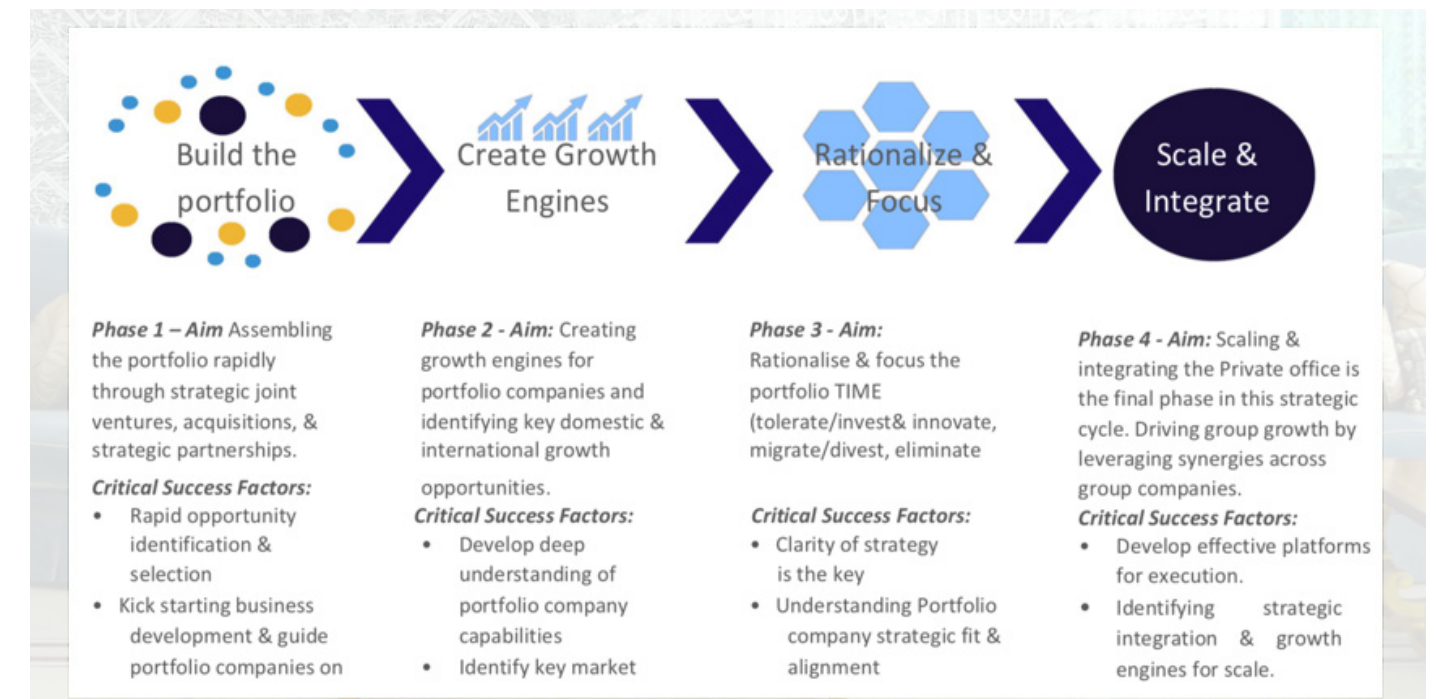 Build the
portfolio
Create Growth
Engines
Rationalize &
Focus
Scale &
Integrate
Phase 1 – Aim Assembling
the portfolio rapidly
through strategic joint
ventures, acquisitions, &
strategic partnerships.
Critical Success Factors:
• Rapid opportunity
identification &
selection
• Kick starting business
development & guide
portfolio companies on
Phase 2 - Aim: Creating
growth engines for
portfolio companies and
identifying key domestic &
international growth
opportunities.
Critical Success Factors:
• Develop deep
understanding of
portfolio company
capabilities
• Identify key market
Phase 3 - Aim:
Rationalise & focus the
portfolio TIME
(tolerate/invest& innovate,
migrate/divest, eliminate
Critical Success Factors:
• Clarity of strategy
is the key
• Understanding Portfolio
company strategic fit &
alignment
Phase 4 - Aim: Scaling &
integrating the Private office is
the final phase in this strategic
cycle. Driving group growth by
leveraging synergies across
group companies.
Critical Success Factors:
• Develop effective platforms
for execution.
• Identifying strategic
integration & growth
engines for scale.